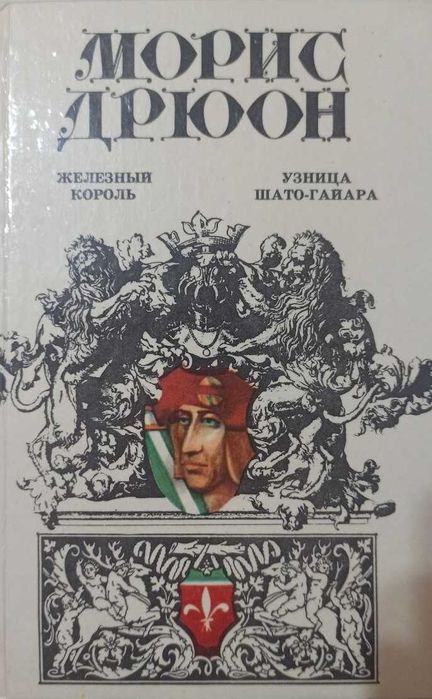 МОРИС
ДРЮОН
ЖЕЛЕЗНЫЙ
КОРОЛЬ
УЗНИЦА
ШАТО-ГАЙАРА